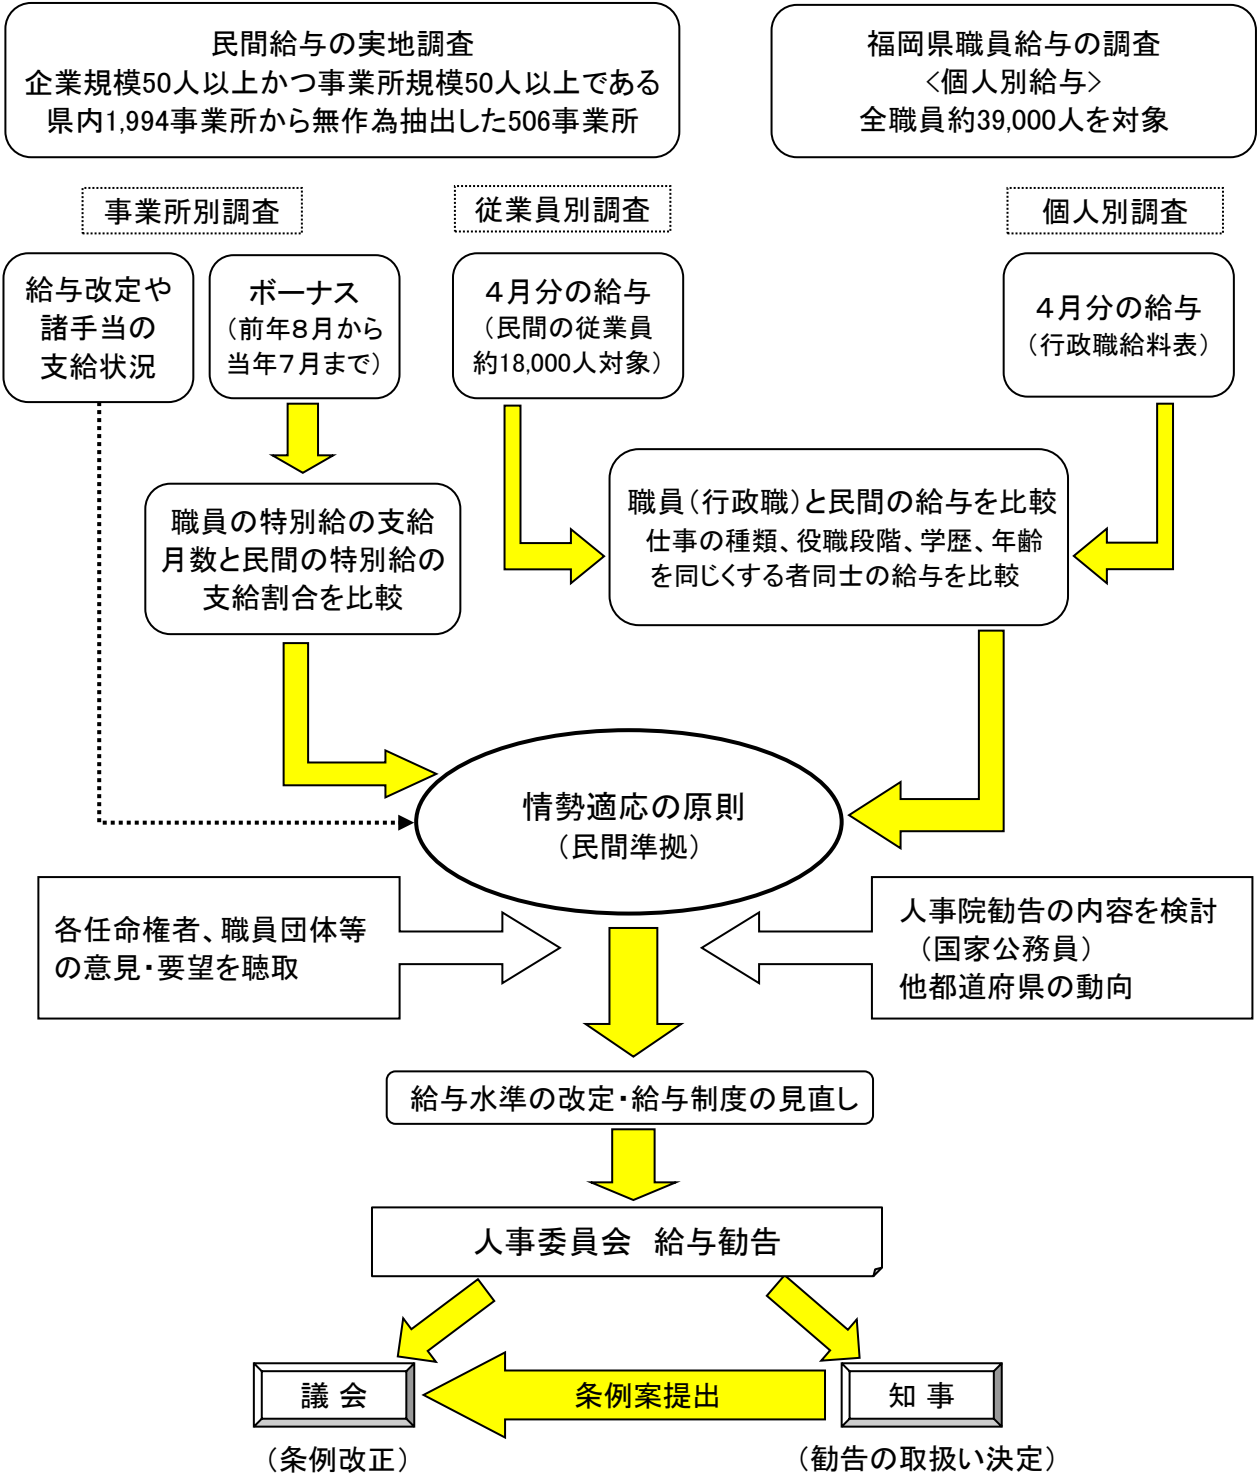 民間給与の実地調査
企業規模50人以上かつ事業所規模50人以上である
県内1,994事業所から無作為抽出した506事業所
福岡県職員給与の調査
<個人別給与>
全職員約39,000人を対象
事業所別調査
従業員別調査
個人別調査
給与改定や
諸手当の
支給状況
ボーナス
（前年８月から
当年７月まで）
４月分の給与
（民間の従業員
約18,000人対象）
４月分の給与
（行政職給料表）
職員の特別給の支給
月数と民間の特別給の
支給割合を比較
職員（行政職）と民間の給与を比較
仕事の種類、役職段階、学歴、年齢
を同じくする者同士の給与を比較
情勢適応の原則
（民間準拠）
各任命権者、職員団体等
の意見・要望を聴取
人事院勧告の内容を検討
（国家公務員）
他都道府県の動向
給与水準の改定・給与制度の見直し
人事委員会　給与勧告
議 会
条例案提出
知 事
（条例改正）
（勧告の取扱い決定）